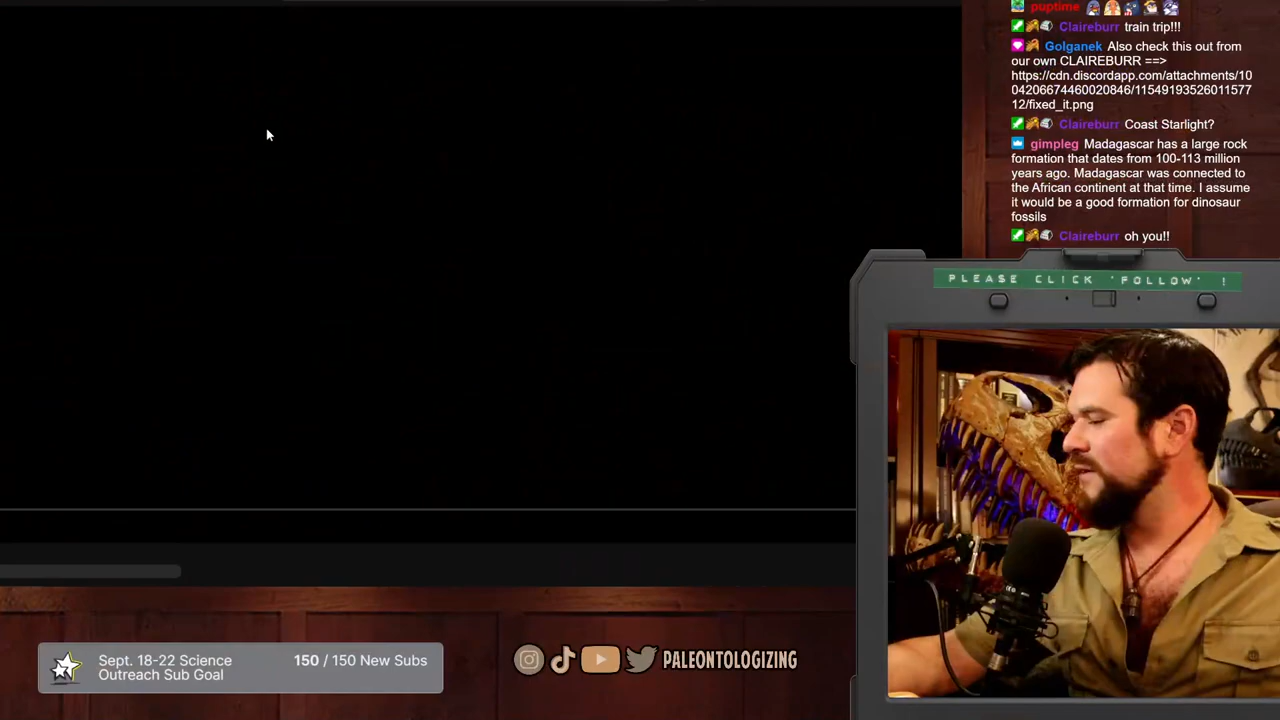 puptime
Claireburr train trip!!!
Golganek Also check this out from
our own CLAIREBURR ==>
https://cdn.discordapp.com/attachments/10
04206674460020846/11549193526011577
12/fixed_it.png
Claireburr Coast Starlight?
gimpleg Madagascar has a large rock
formation that dates from 100-113 million
years ago. Madagascar was connected to
the African continent at that time. I assume
it would be a good formation for dinosaur
fossils
Claireburr oh you!!
PLEASE CLICK "FOLLOW" !
7
Sept. 18-22 Science
Outreach Sub Goal
150 / 150 New Subs
PALEONTOLOGIZING